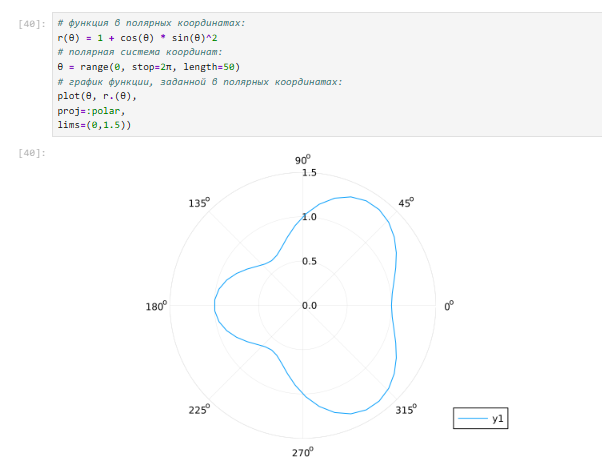 [40]:
# функция в полярных координатах:
r(θ) = 1 + cos(θ) * sin(θ)^2
# полярная система координат:
θ = range(0, stop=2π, length=50)
# график функции, заданной в полярных координатах:
plot(θ, r.(θ),
proj=:polar,
lims=(0,1.5))
[40]:
90°
1.5
135°
45°
1.0
0.5
180°
0.0
0°
225°
315°
y1
270°